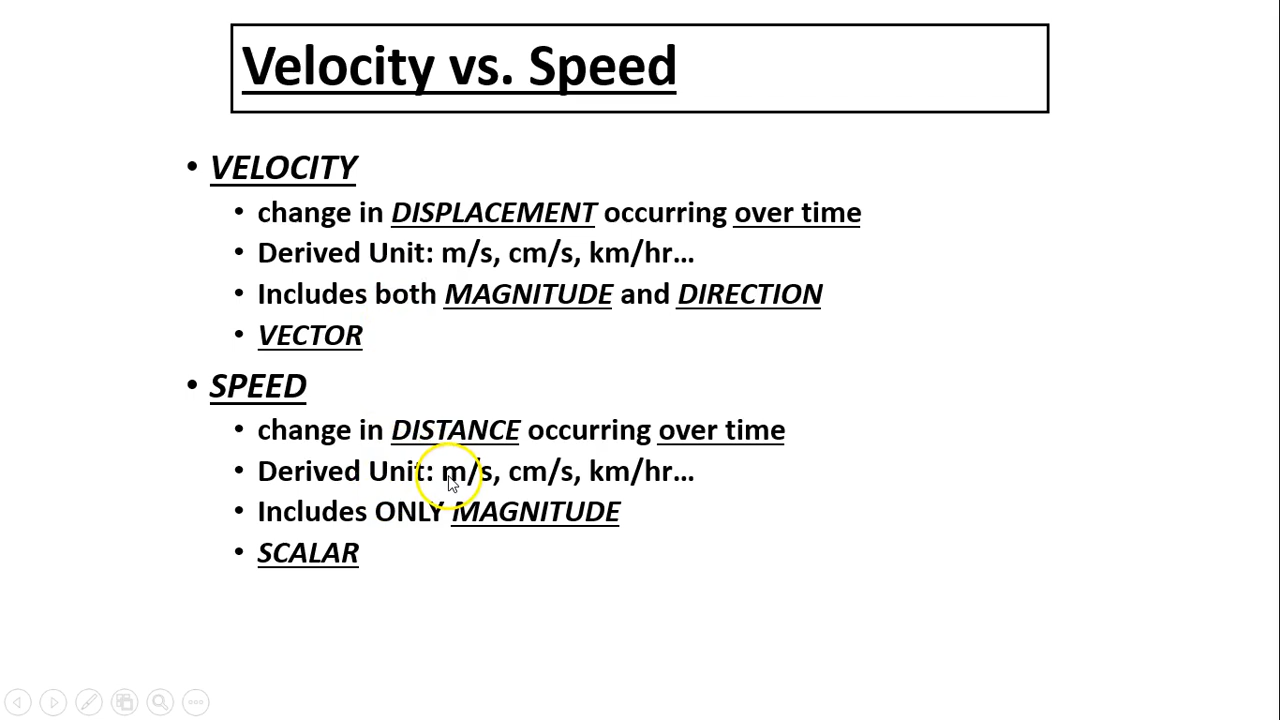 Velocity vs. Speed
• VELOCITY
• change in DISPLACEMENT occurring over time
• Derived Unit: m/s, cm/s, km/hr…
• Includes both MAGNITUDE and DIRECTION
• VECTOR
• SPEED
• change in DISTANCE occurring over time
• Derived Unit: m/s, cm/s, km/hr…
• Includes ONLY MAGNITUDE
• SCALAR